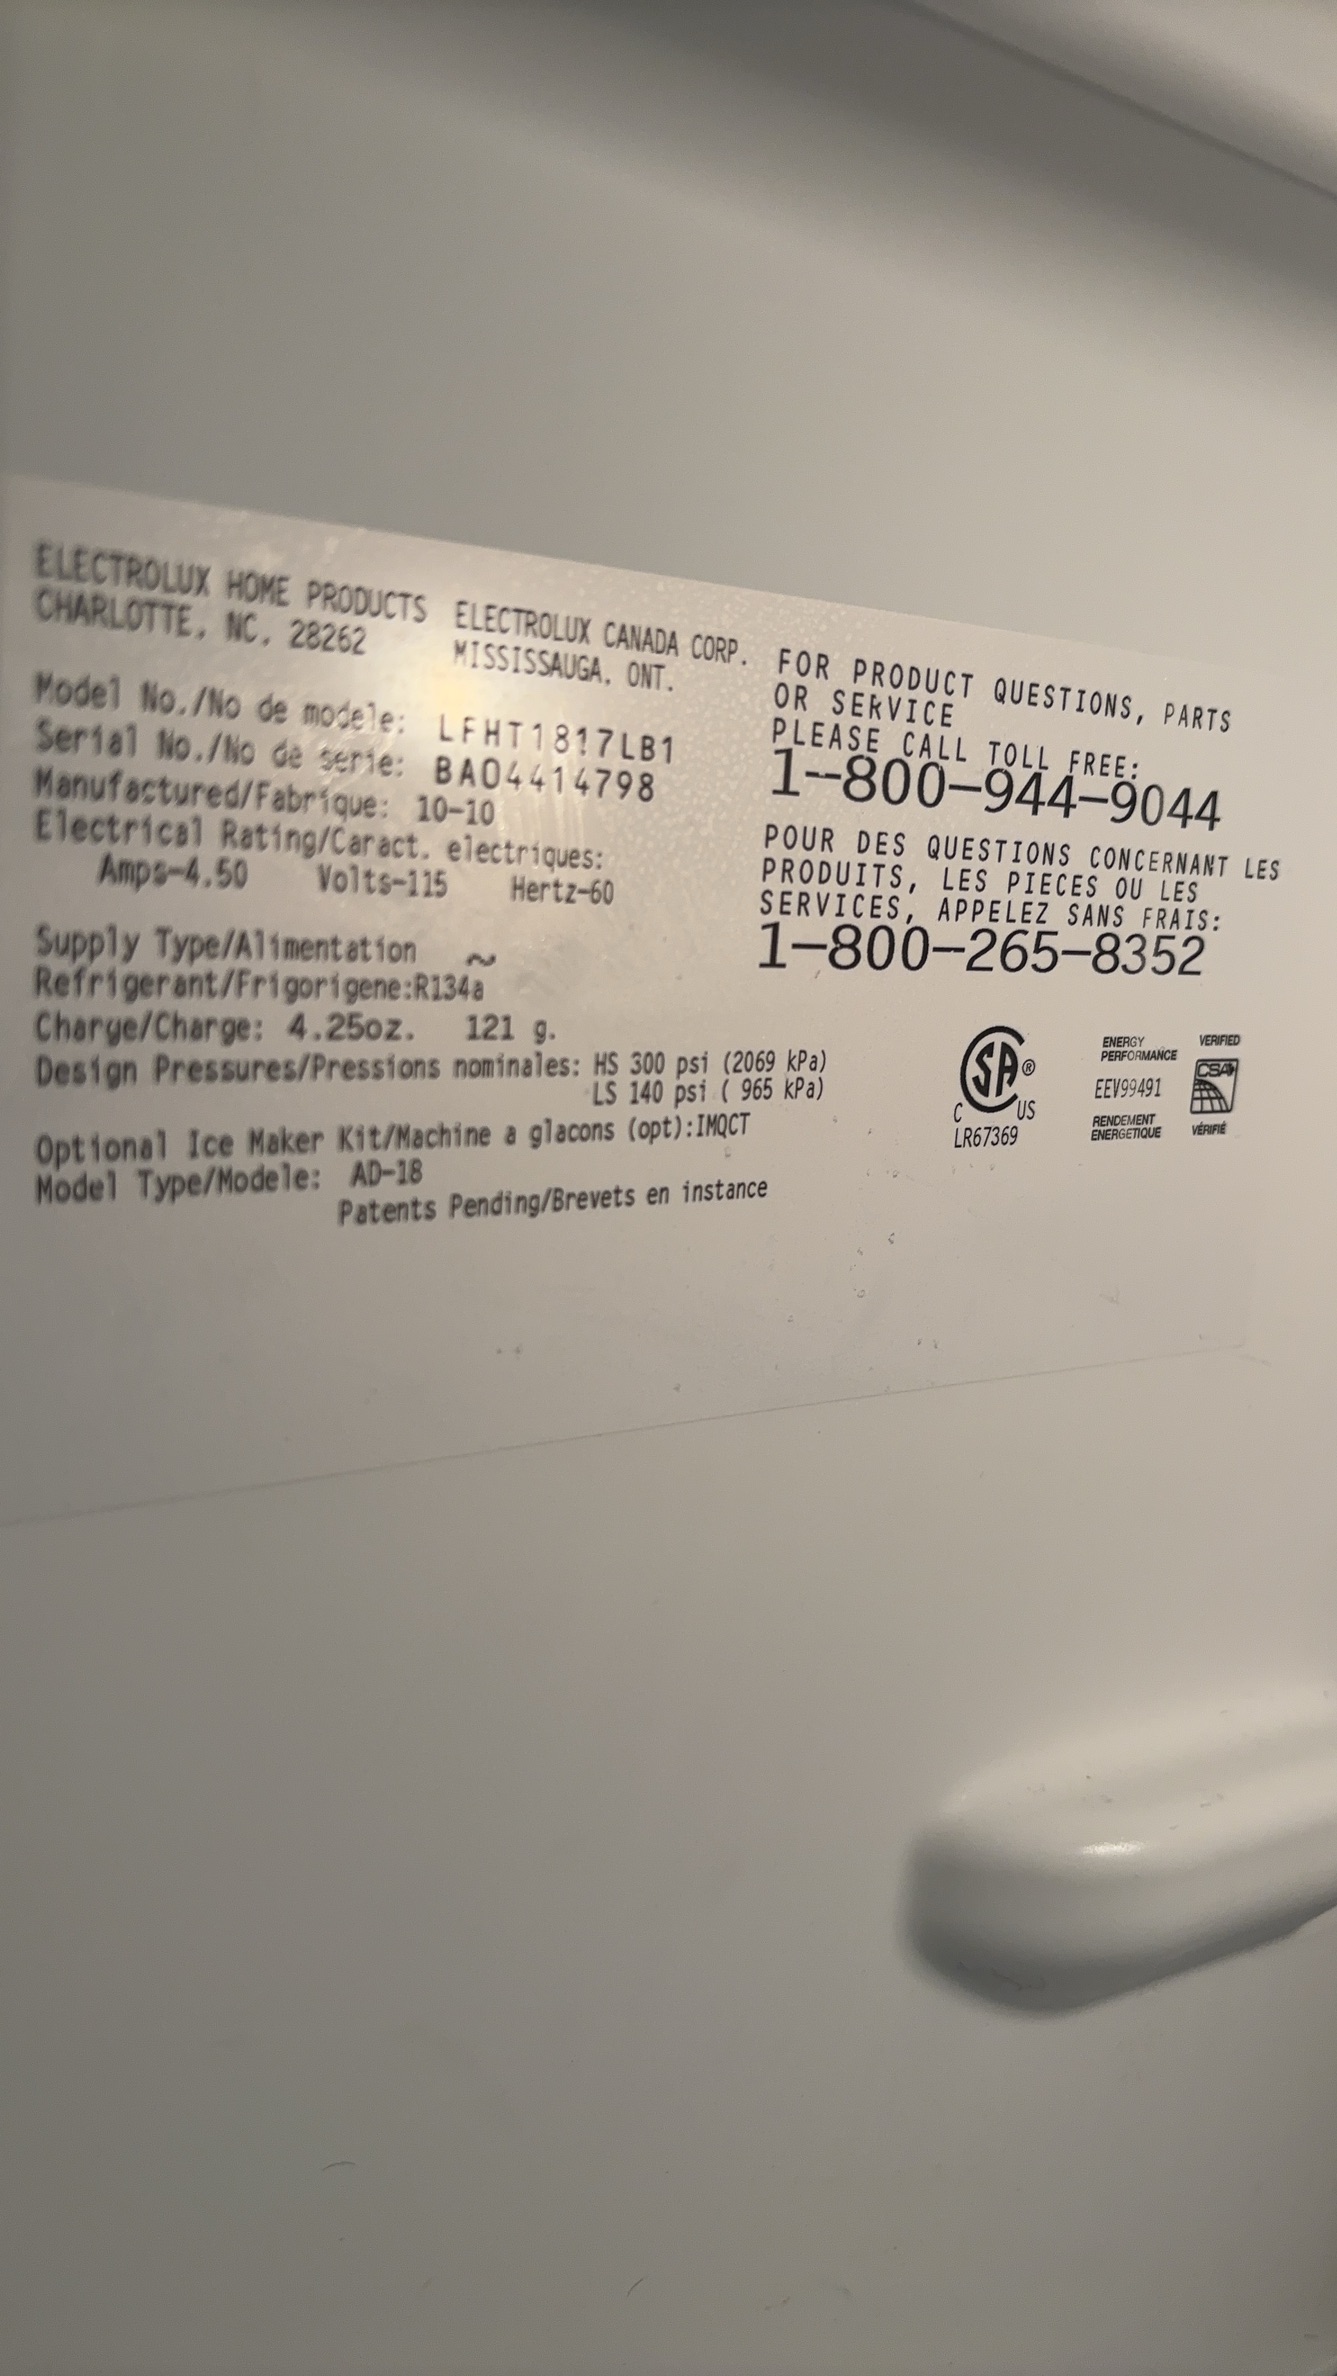 ELECTROLUX HOME PRODUCTS
CHARLOTTE, NC, 28262
ELECTROLUX CANADA CORP.
MISSISSAUGA, ONT.
Model No./No de modele: LFHT1817LB1
Serial No./No de serie: BA04414798
Manufactured/Fabrique: 10-10
Electrical Rating/Caract. electriques:
Amps-4.50 Volts-115 Hertz-60
Supply Type/Alimentation ~
Refrigerant/Frigorigene:R134a
Charge/Charge: 4.25oz. 121 g.
Design Pressures/Pressions nominales: HS 300 psi (2069 kPa)
LS 140 psi ( 965 kPa)
Optional Ice Maker Kit/Machine a glacons (opt):IMQCT
Model Type/Modele: AD-18
Patents Pending/Brevets en instance
FOR PRODUCT QUESTIONS, PARTS
OR SERVICE
PLEASE CALL TOLL FREE:
1-800-944-9044
POUR DES QUESTIONS CONCERNANT LES
PRODUITS, LES PIECES OU LES
SERVICES, APPELEZ SANS FRAIS:
1-800-265-8352
SA®
C US
LR67369
ENERGY
PERFORMANCE
EEV99491
RENDEMENT
ENERGETIQUE
VERIFIED
CSA
VÉRIFIÉ